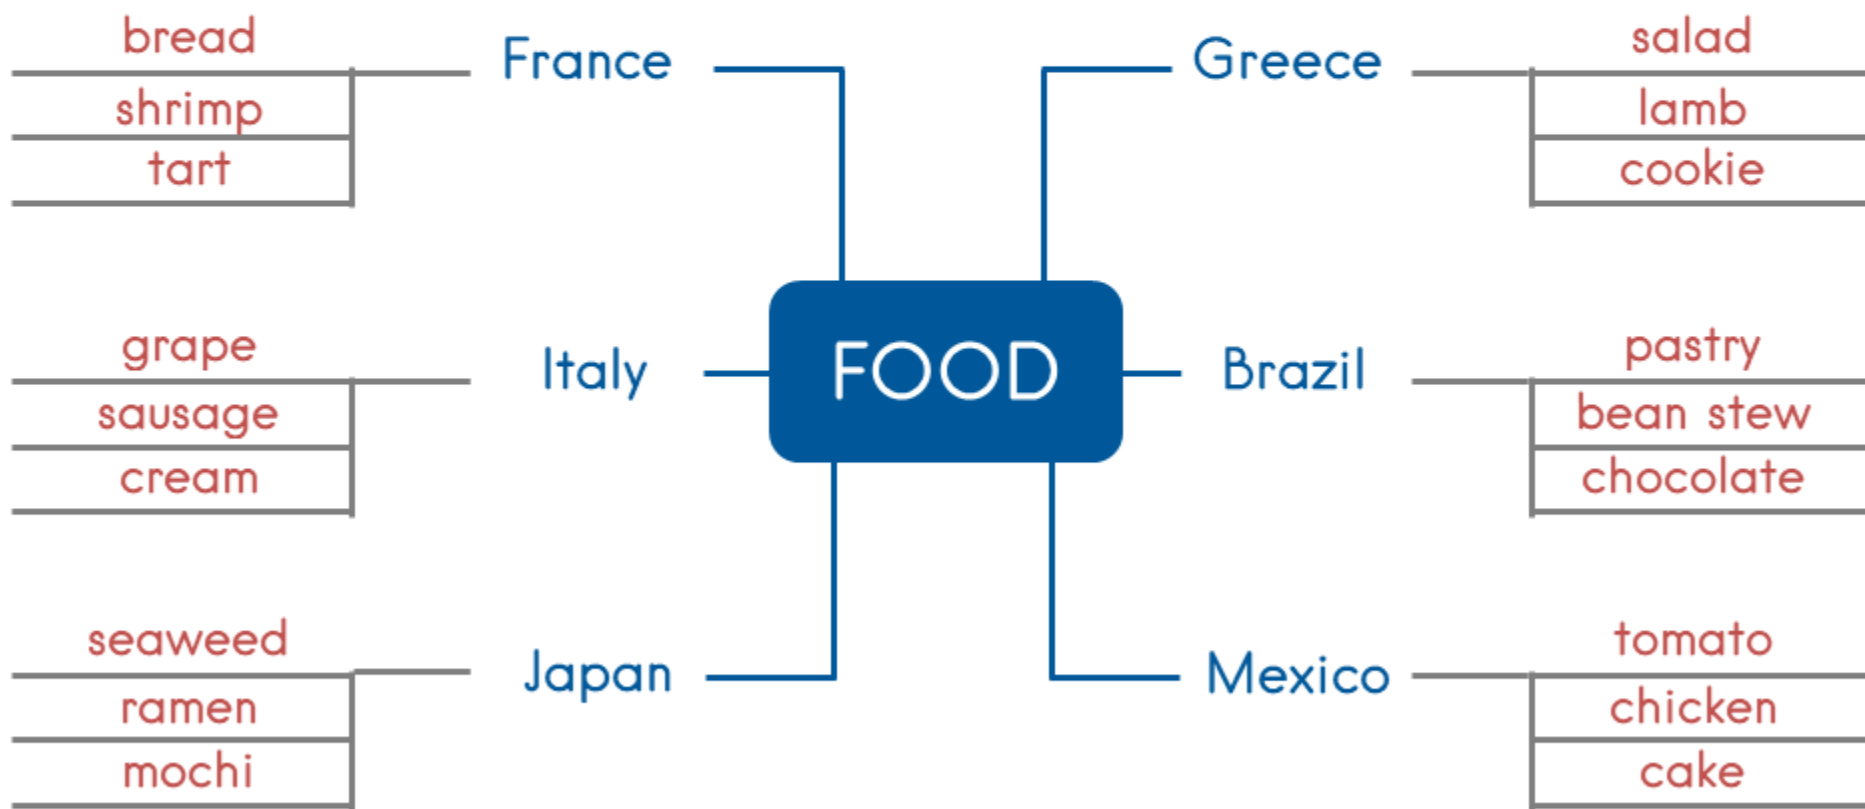 bread
France
shrimp
tart
Greece
salad
lamb
cookie
grape
Italy
sausage
cream
FOOD
Brazil
pastry
bean stew
chocolate
seaweed
Japan
ramen
mochi
Mexico
tomato
chicken
cake